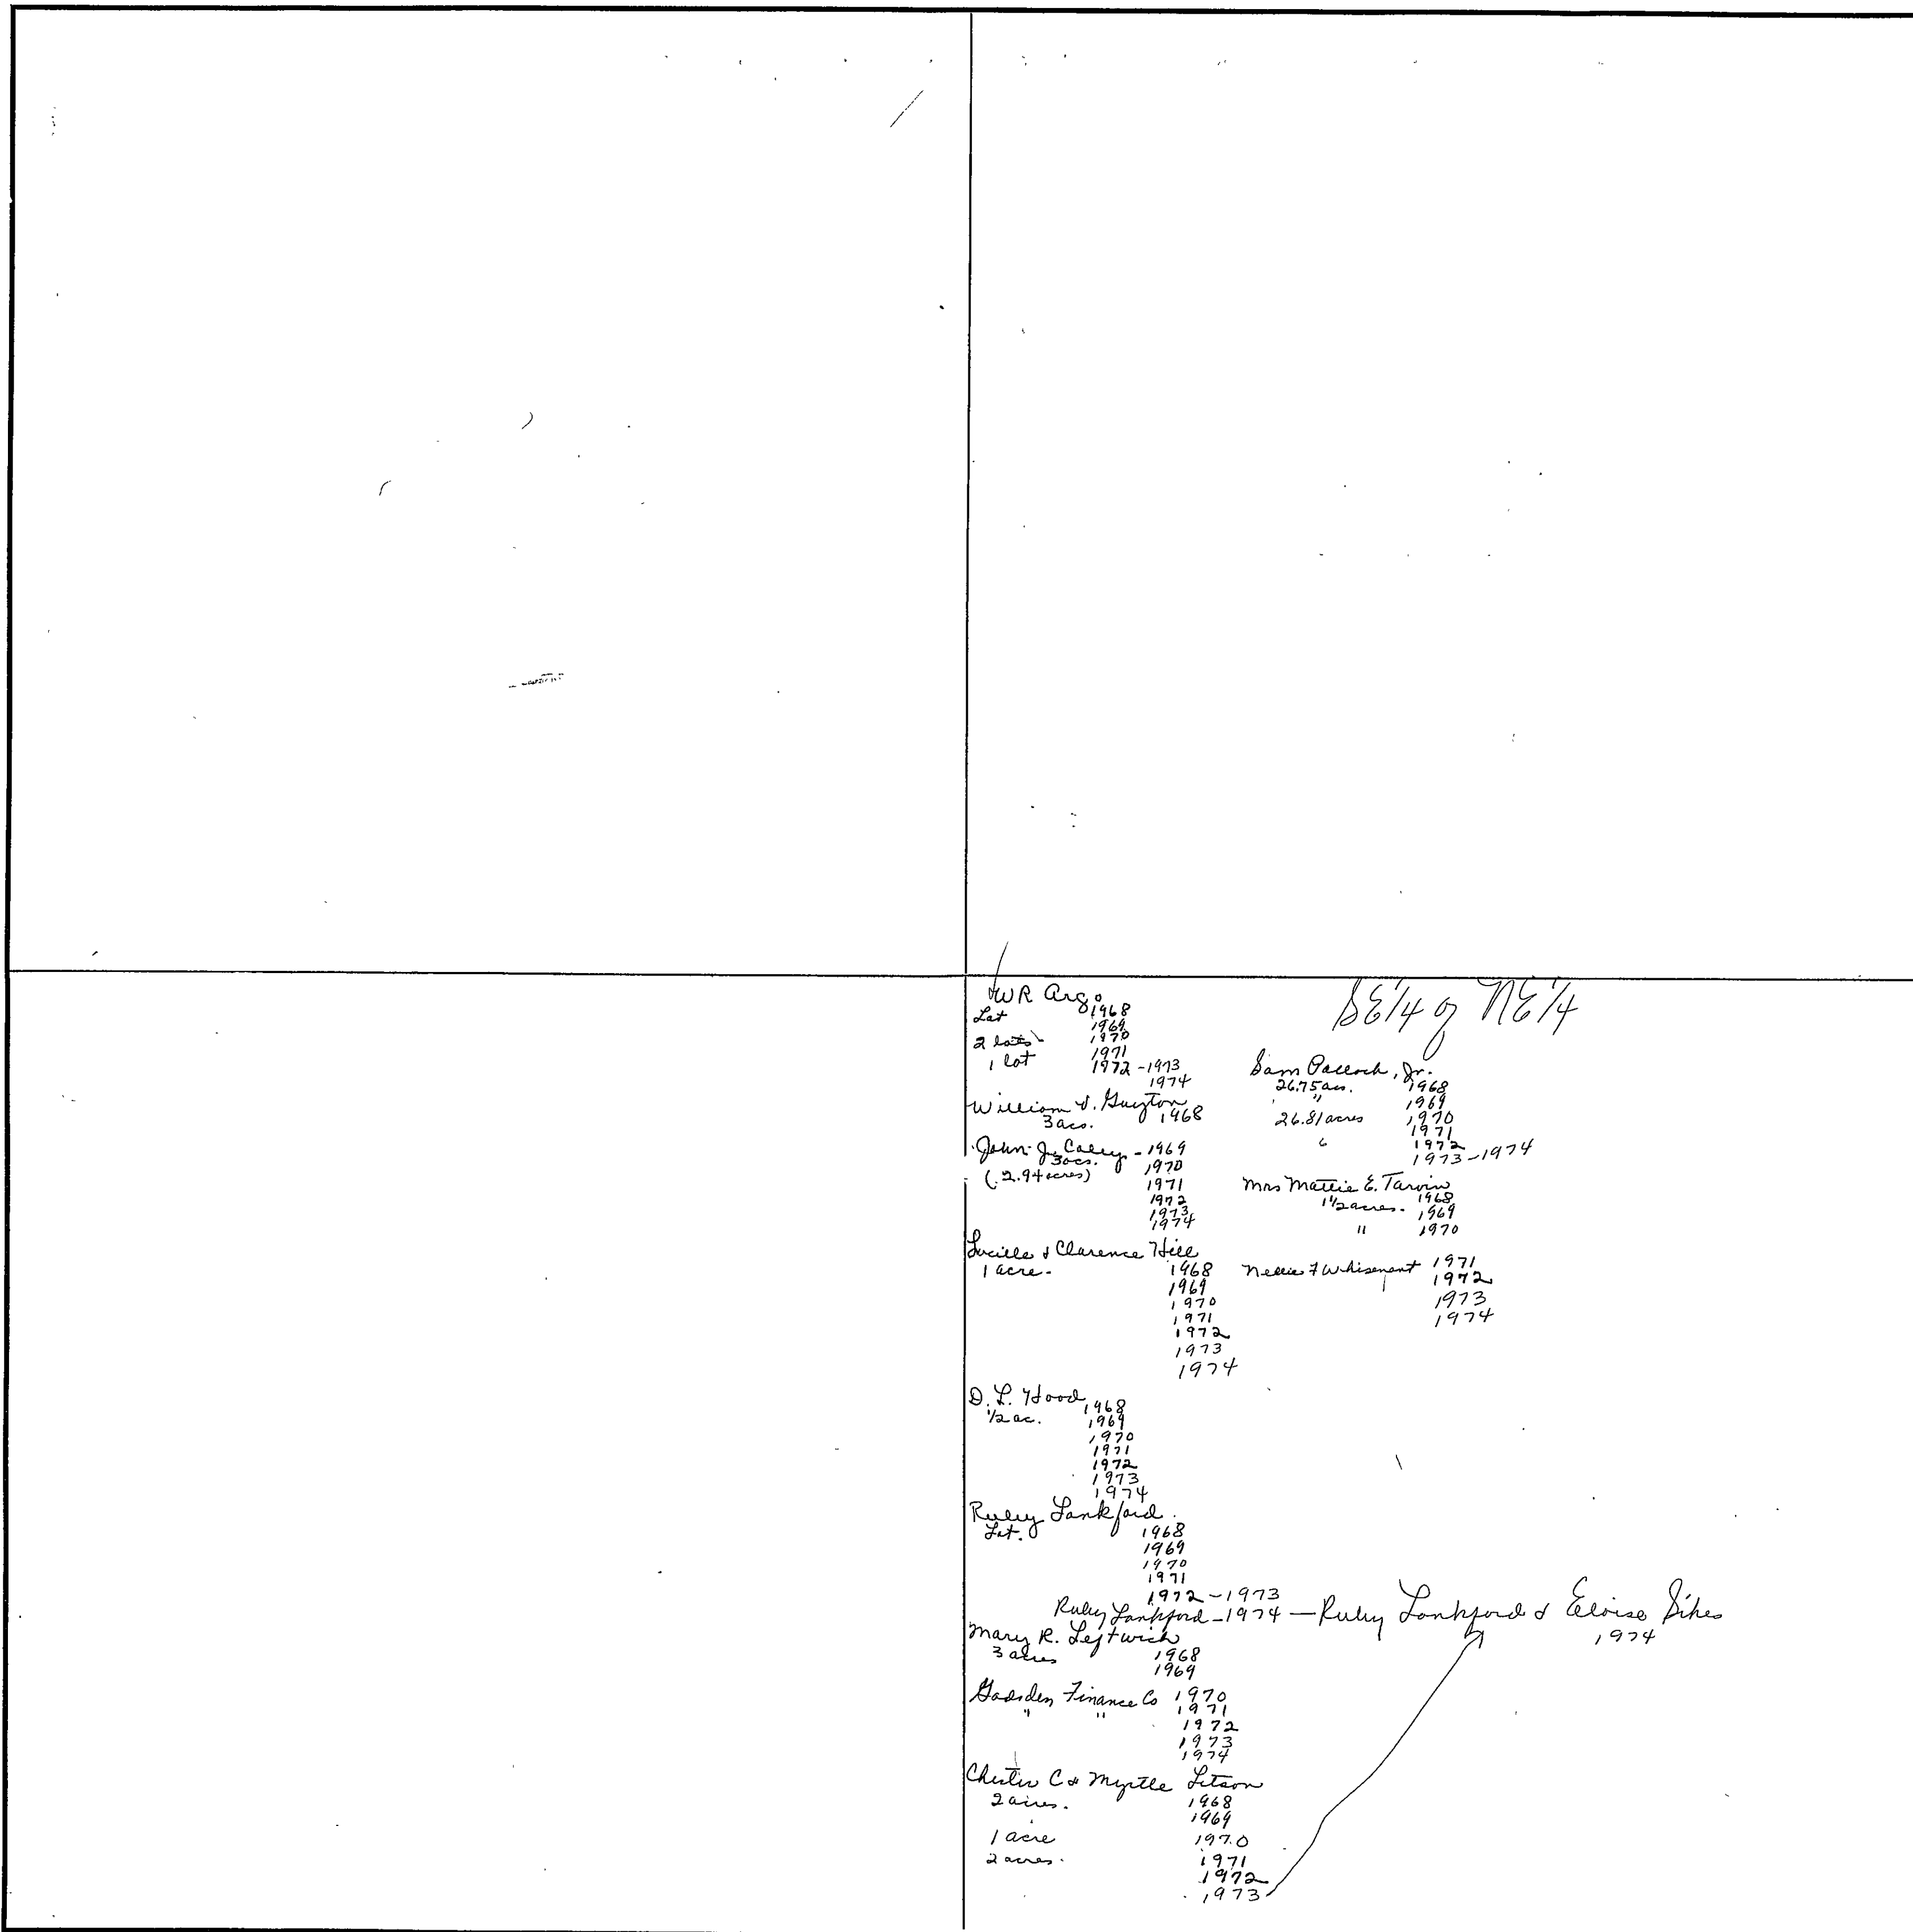 WR Argo
SE 1/4 of NE 1/4
Lot 1968
1969
2 lots 1970
1 lot 1971
1972 - 1973
1974
William V. Guyton
3 acs. 1968
John J. - 1969
3 acs. 1970
(2.94 acres)
1971
1972
1973
1974
Lucille & Clarence Hill
1 acre - 1968
1969
1970
1971
1972
1973
1974
D. L. Hood
1/2 ac. 1968
1969
1970
1971
1972
1973
1974
Ruby Lankford
Lot. 1968
1969
1970
1971
1972 - 1973
Ruby Lankford - 1974 — Ruby Lankford & Eloise Sikes
1974
Mary R. Leftwich
3 acres 1968
1969
Gadsden Finance Co 1970
" " 1971
1972
1973
1974
Chester C & Myrtle Letson
2 acres. 1968
1969
1 acre 1970
2 acres. 1971
1972
1973
Sam Jr.
26.75 acs. 1968
" 1969
26.81 acres 1970
1971
1972
1973 - 1974
Mrs Mattie E. Tarvin
1 1/2 acres. 1968
1969
" 1970
Nellie F Whisenant 1971
1972
1973
1974